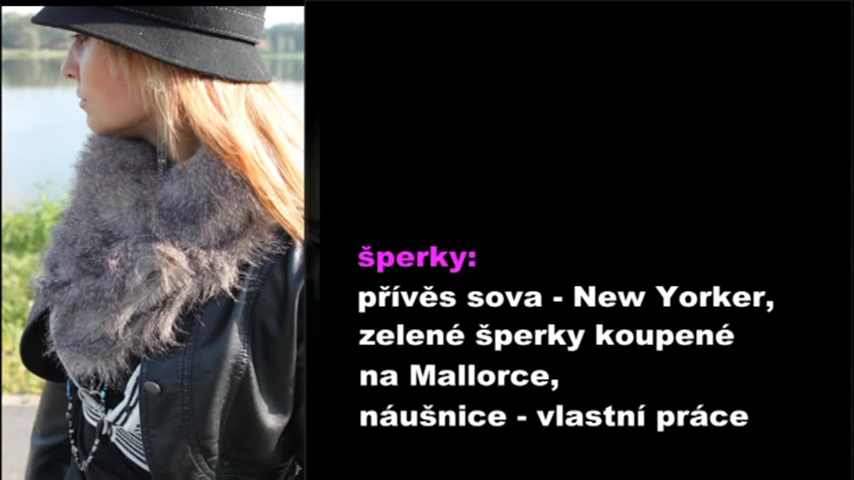 šperky:
přívěs sova - New Yorker,
zelené šperky koupené
na Mallorce,
náušnice - vlastní práce